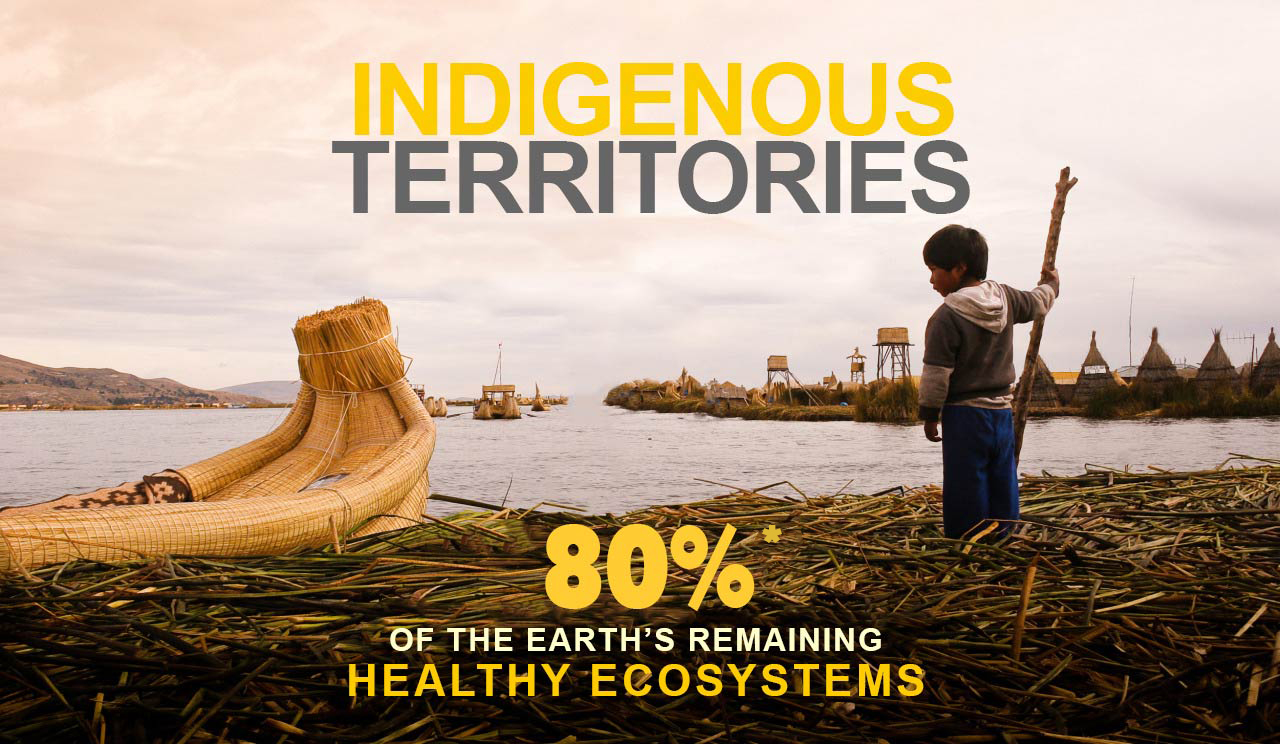 INDIGENOUS
TERRITORIES
80%*
OF THE EARTH’S REMAINING
HEALTHY ECOSYSTEMS